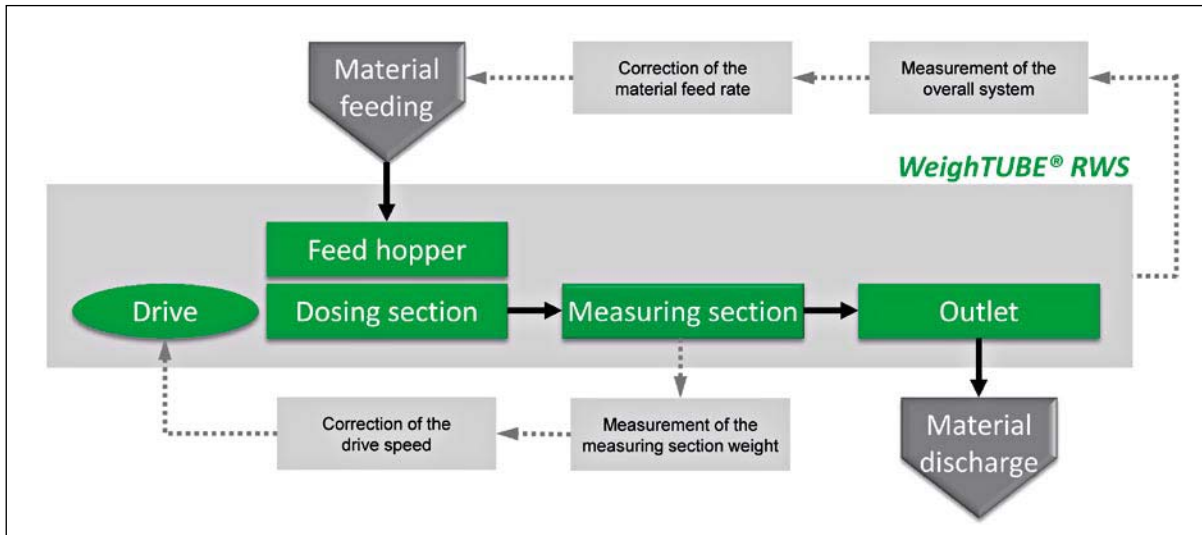 Material
feeding
Correction of the
material feed rate
Measurement of the
overall system
WeighTUBE® RWS
Feed hopper
Drive
Dosing section
Measuring section
Outlet
Correction of the
drive speed
Measurement of the
measuring section weight
Material
discharge